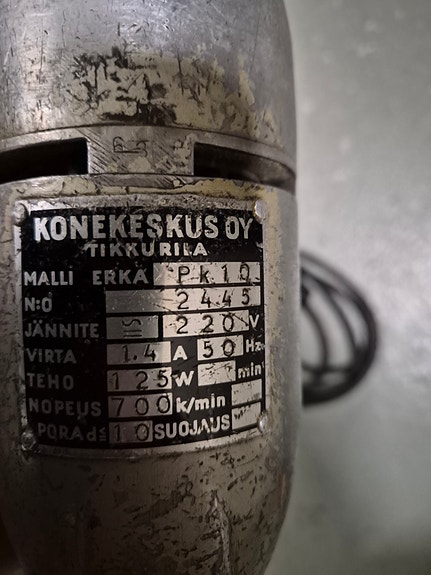 KONEKESKUS OY
TIKKURILA
MALLI ERKÄ Pk10
N:O 2445
JÄNNITE ≅ 220 V
VIRTA 1.4 A 50 Hz
TEHO 125 W min
NOPEUS 700 k/min
PORA d≤ 10 SUOJAUS